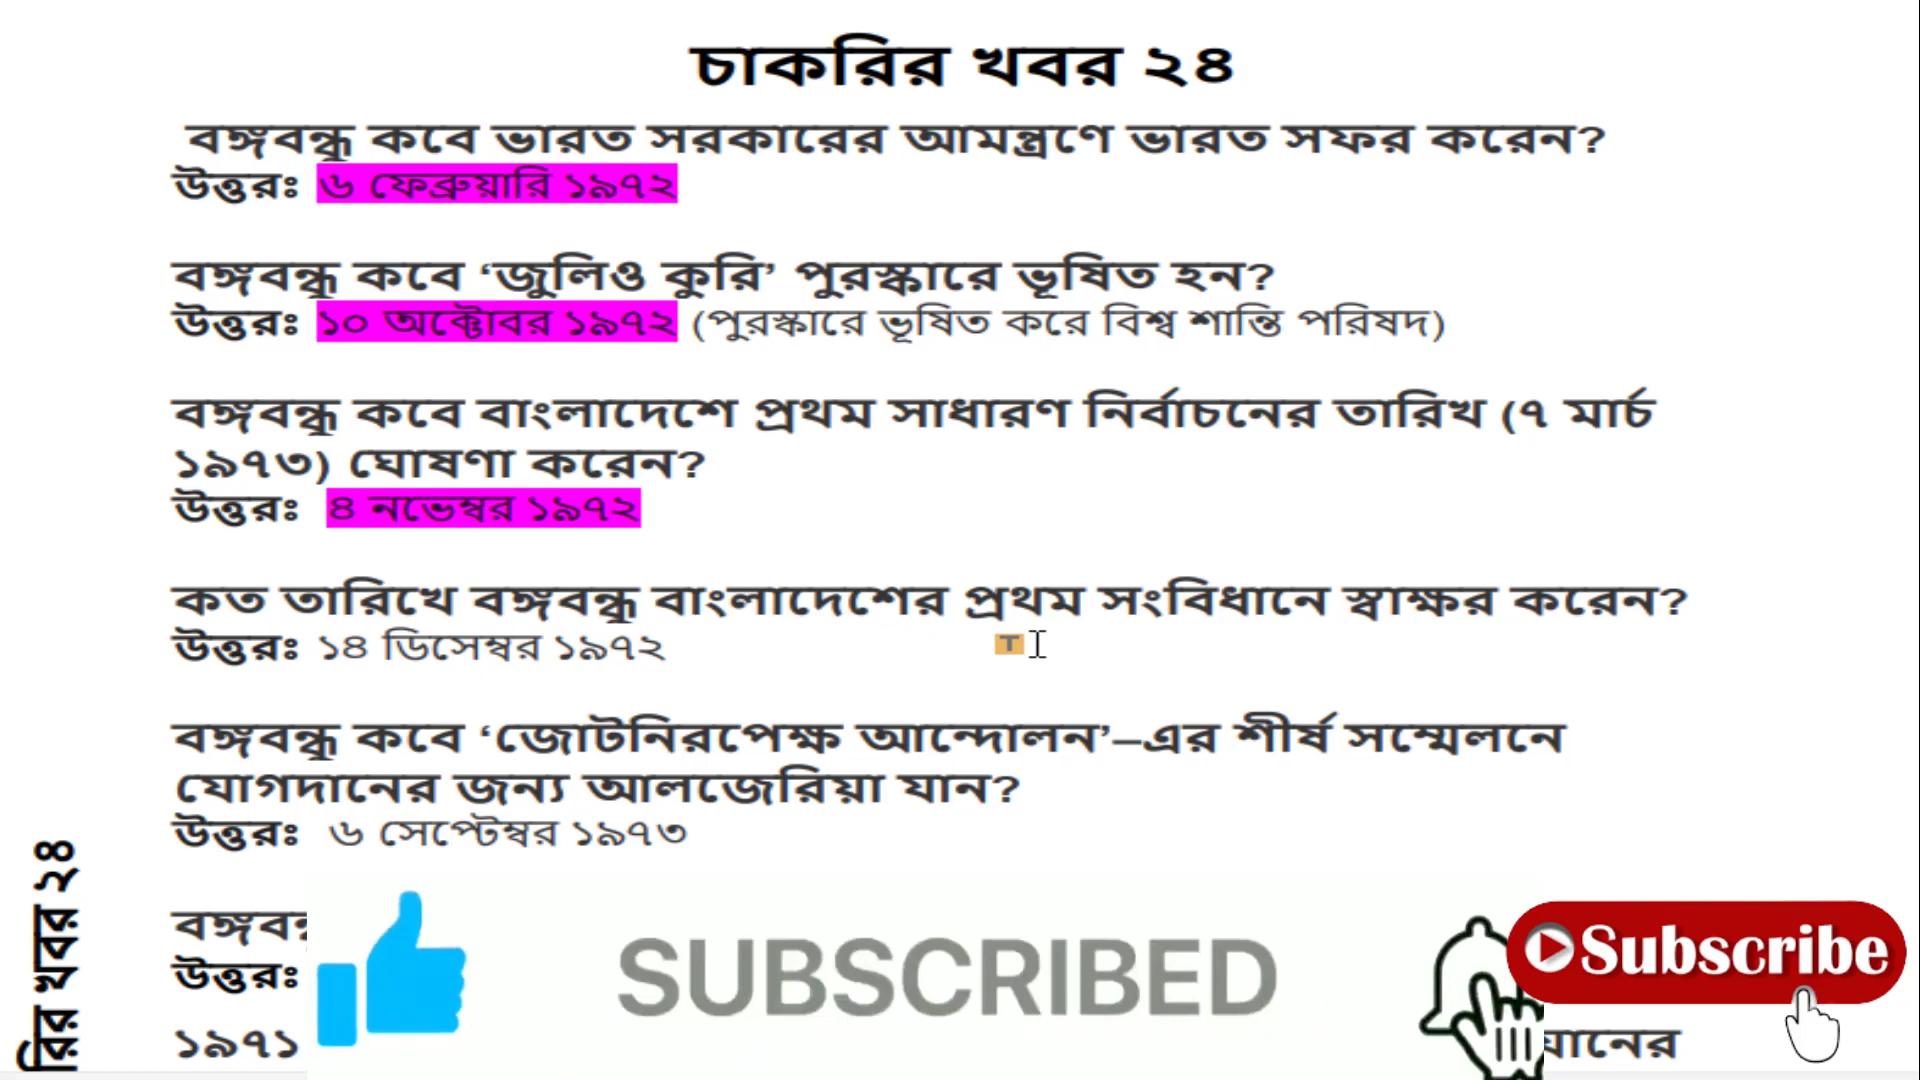 চাকরির খবর ২৪
বঙ্গবন্ধু কবে ভারত সরকারের আমন্ত্রণে ভারত সফর করেন?
উত্তরঃ ৬ ফেব্রুয়ারি ১৯৭২
বঙ্গবন্ধু কবে ‘জুলিও কুরি’ পুরস্কারে ভূষিত হন?
উত্তরঃ ১০ অক্টোবর ১৯৭২ (পুরস্কারে ভূষিত করে বিশ্ব শান্তি পরিষদ)
বঙ্গবন্ধু কবে বাংলাদেশে প্রথম সাধারণ নির্বাচনের তারিখ (৭ মার্চ
১৯৭৩) ঘোষণা করেন?
উত্তরঃ ৪ নভেম্বর ১৯৭২
কত তারিখে বঙ্গবন্ধু বাংলাদেশের প্রথম সংবিধানে স্বাক্ষর করেন?
উত্তরঃ ১৪ ডিসেম্বর ১৯৭২
T
বঙ্গবন্ধু কবে ‘জোটনিরপেক্ষ আন্দোলন’–এর শীর্ষ সম্মেলনে
যোগদানের জন্য আলজেরিয়া যান?
উত্তরঃ ৬ সেপ্টেম্বর ১৯৭৩
উত্তরঃ
১৯৭১
SUBSCRIBED
Subscribe
রির খবর ২৪